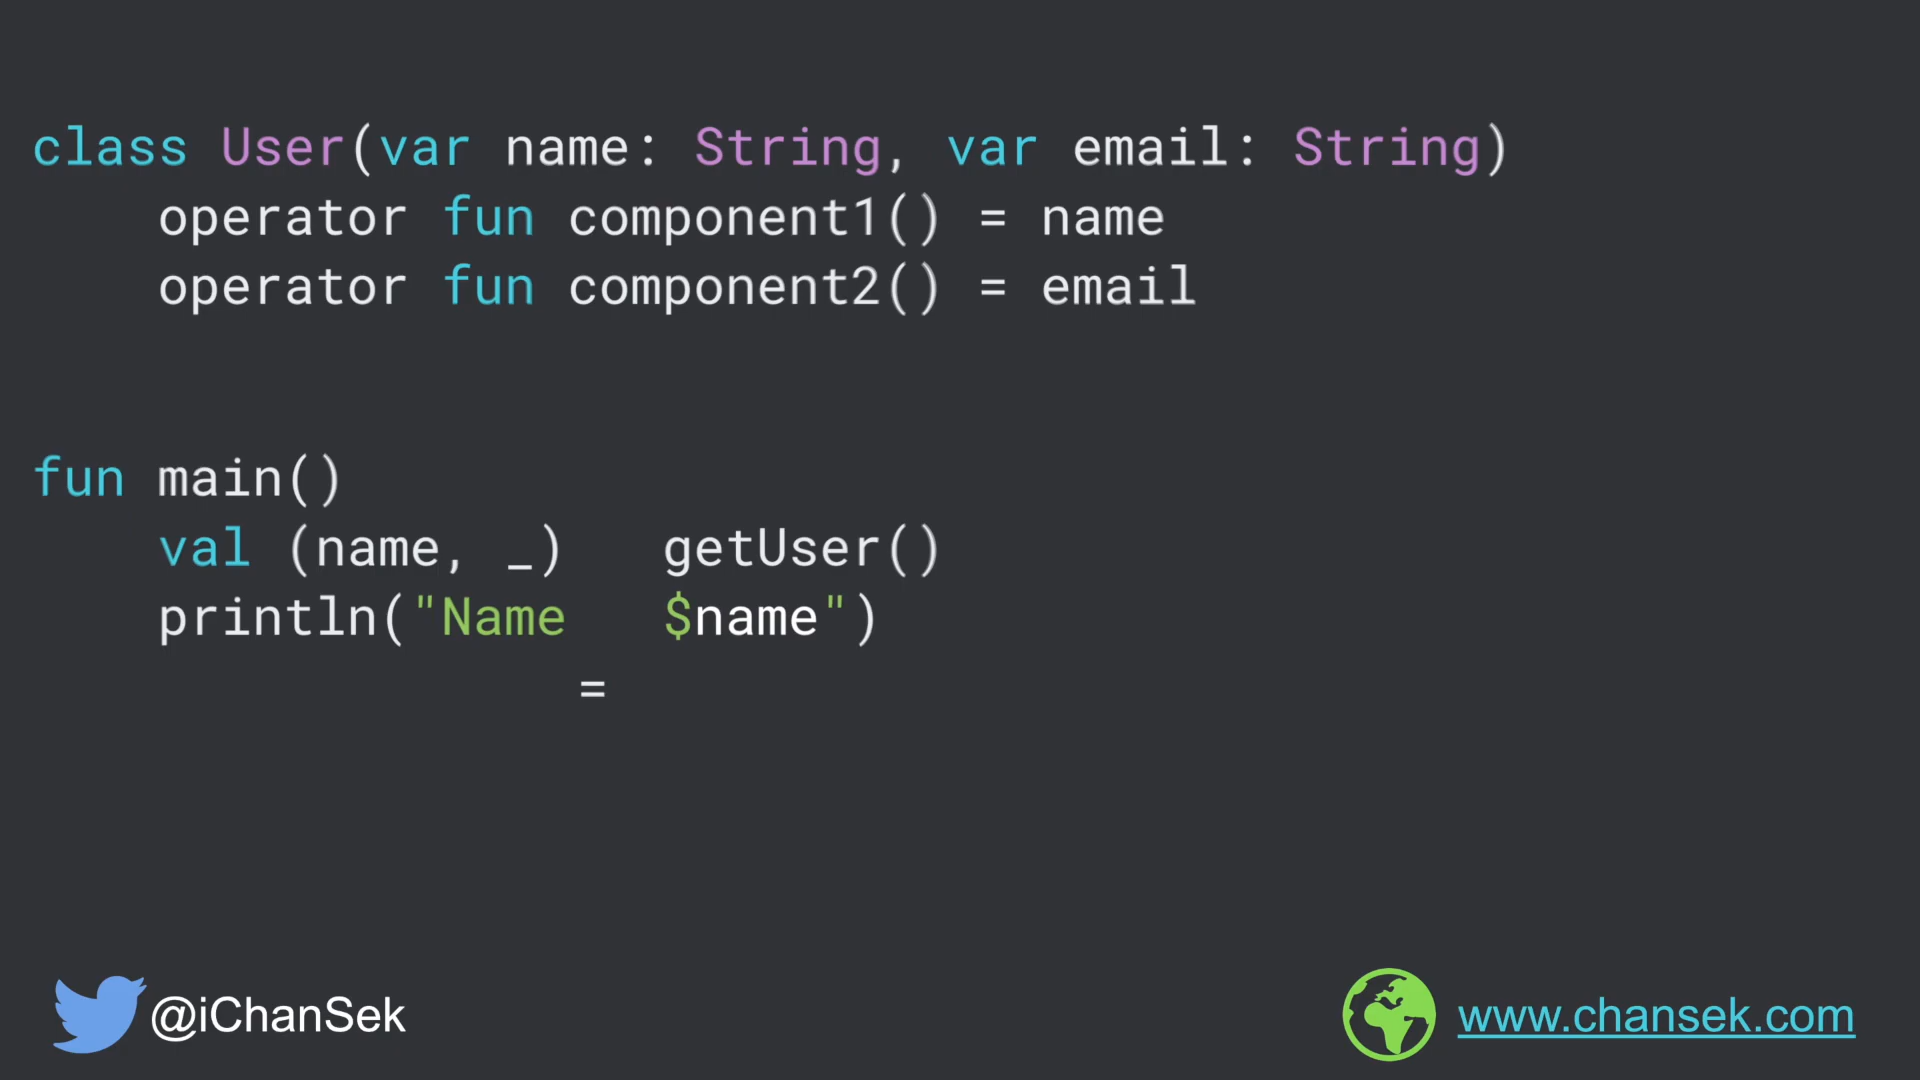 class User(var name: String, var email: String)
    operator fun component1() = name
    operator fun component2() = email
fun main()
    val (name, _)   getUser()
    println("Name   $name")
=
@iChanSek
www.chansek.com